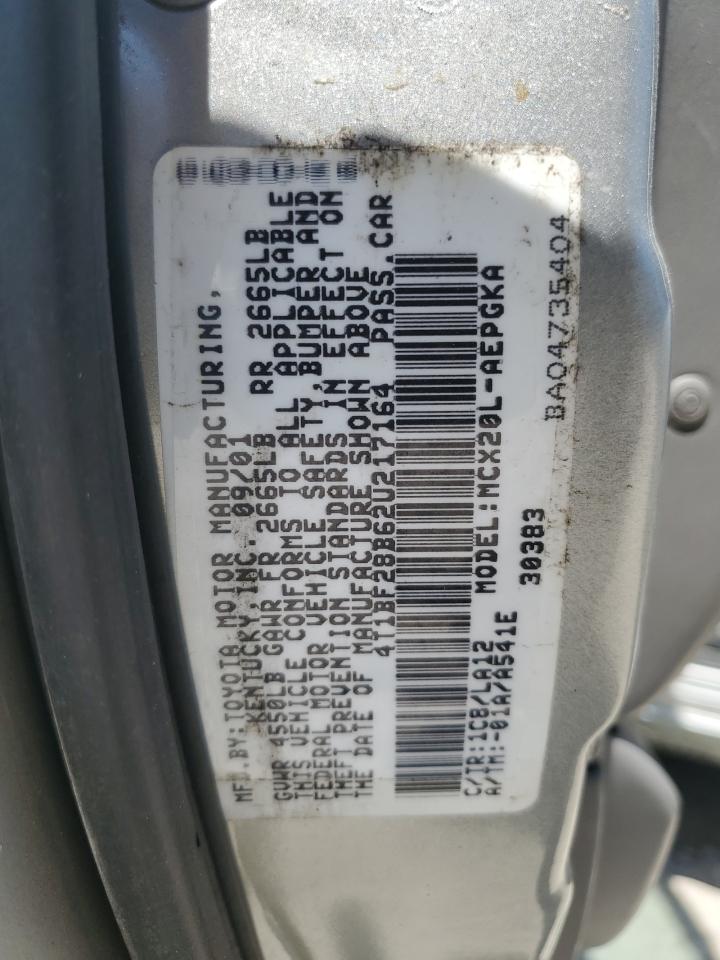 MFD.BY:TOYOTA MOTOR MANUFACTURING,
KENTUCKY,INC. 09/01
GVWR 4550LB GAWR FR 2665LB RR 2665LB
THIS VEHICLE CONFORMS TO ALL APPLICABLE
FEDERAL MOTOR VEHICLE SAFETY,BUMPER AND
THEFT PREVENTION STANDARDS IN EFFECT ON
THE DATE OF MANUFACTURE SHOWN ABOVE
4T1BF28B62U217164 PASS.CAR
C/TR:1C8/LA12 MODEL:MCX20L-AEPGKA
A/TM:-01A/A541E 30383
BA04735404